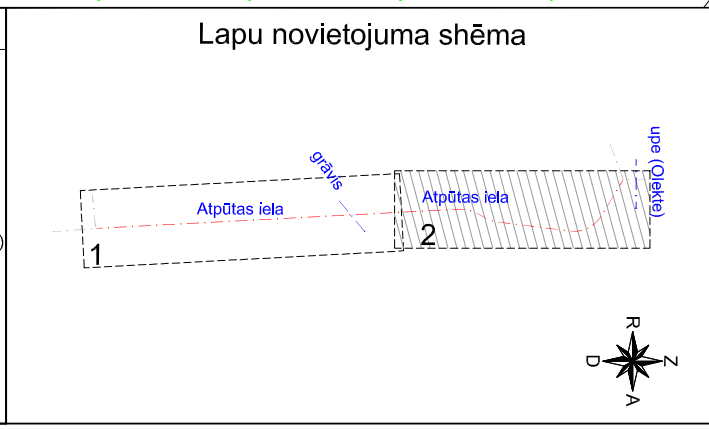 Lapu novietojuma shēma
upe (Olekte)
grāvis
Atpūtas iela
Atpūtas iela
1
2
R
D
Z
A